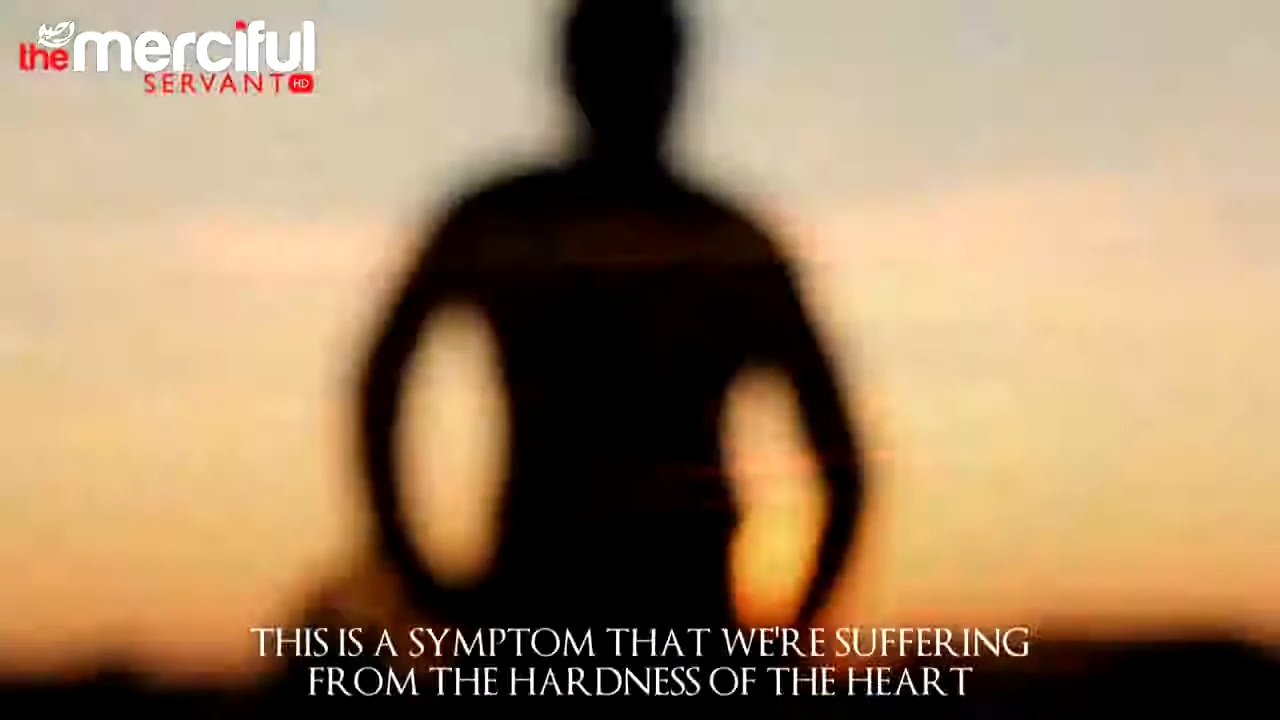 the merciful
SERVANT HD
THIS IS A SYMPTOM THAT WE'RE SUFFERING
FROM THE HARDNESS OF THE HEART